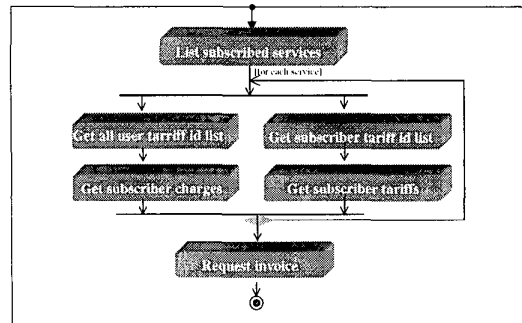 List subscribed services
[for each service]
Get all user tarriff id list
Get subscriber tariff id list
Get subscriber charges
Get subscriber tariffs
Request invoice